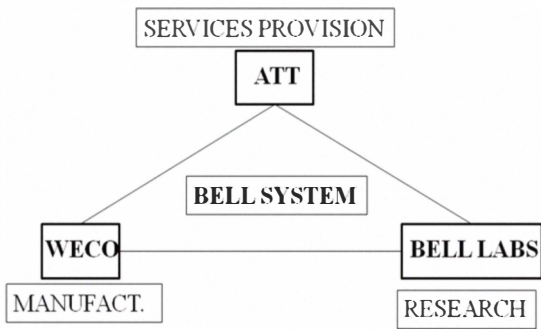 SERVICES PROVISION
ATT
BELL SYSTEM
WECO
BELL LABS
MANUFACT.
RESEARCH